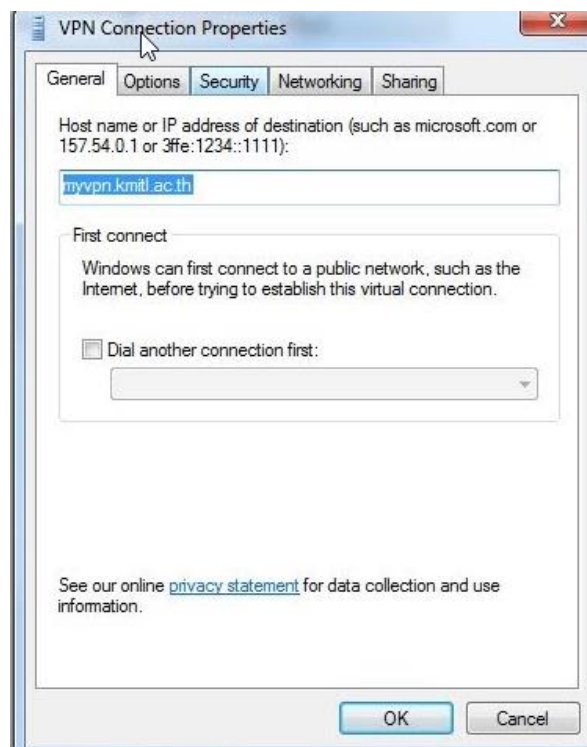 VPN Connection Properties
General Options Security Networking Sharing
Host name or IP address of destination (such as microsoft.com or
157.54.0.1 or 3ffe:1234::1111):
myvpn.kmitl.ac.th
First connect
Windows can first connect to a public network, such as the
Internet, before trying to establish this virtual connection.
Dial another connection first:
See our online privacy statement for data collection and use
information.
OK Cancel